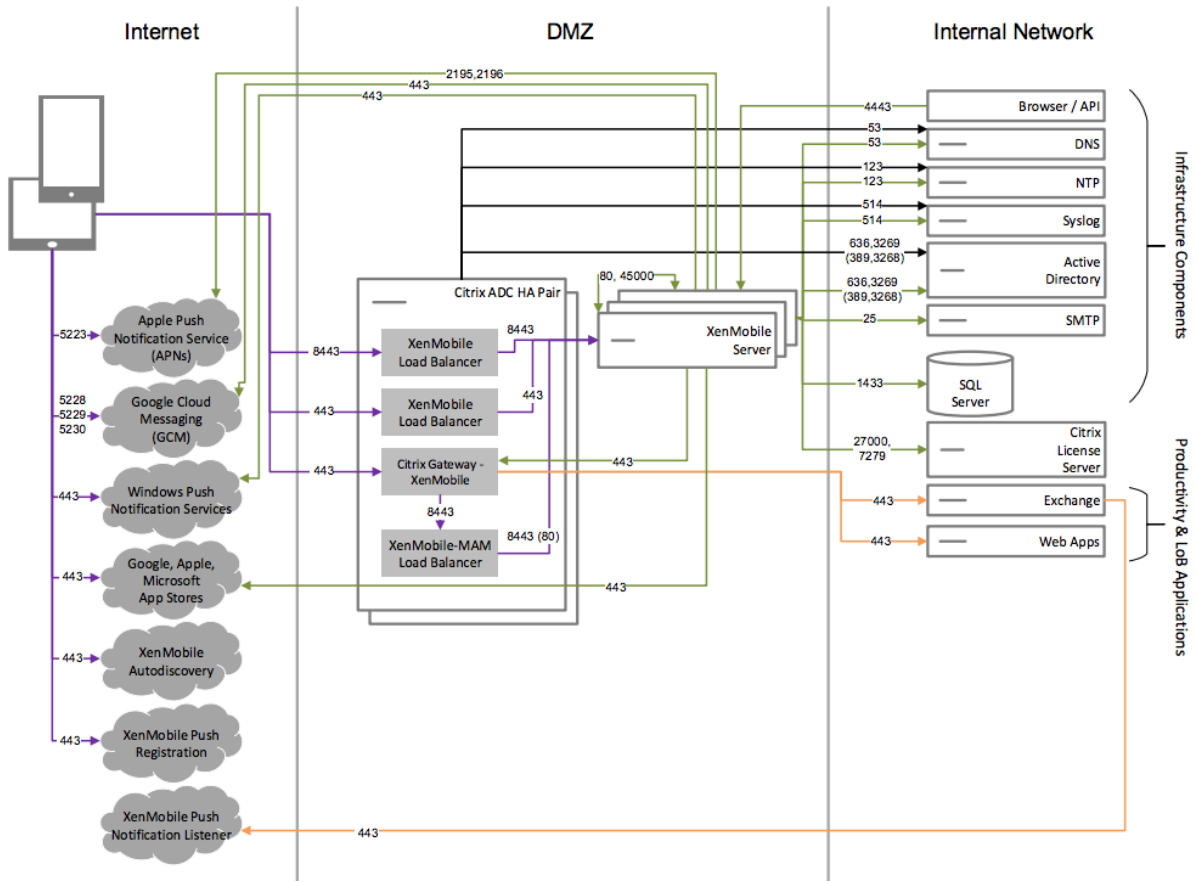 Internet
DMZ
Internal Network
2195,2196
443
443
4443
Browser / API
53
53
DNS
123
123
NTP
514
514
Syslog
636,3269
(389,3268)
636,3269
(389,3268)
Active
Directory
25
SMTP
1433
SQL
Server
27000,
7279
Citrix
License
Server
443
Exchange
443
Web Apps
Infrastructure Components
Productivity & LoB Applications
80, 45000
XenMobile
Server
Citrix ADC HA Pair
8443
XenMobile
Load Balancer
8443
443
XenMobile
Load Balancer
443
443
Citrix Gateway -
XenMobile
443
8443
XenMobile-MAM
Load Balancer
8443 (80)
443
5223
Apple Push
Notification Service
(APNs)
5228
5229
5230
Google Cloud
Messaging
(GCM)
443
Windows Push
Notification Services
443
Google, Apple,
Microsoft
App Stores
443
XenMobile
Autodiscovery
443
XenMobile Push
Registration
XenMobile Push
Notification Listener
443